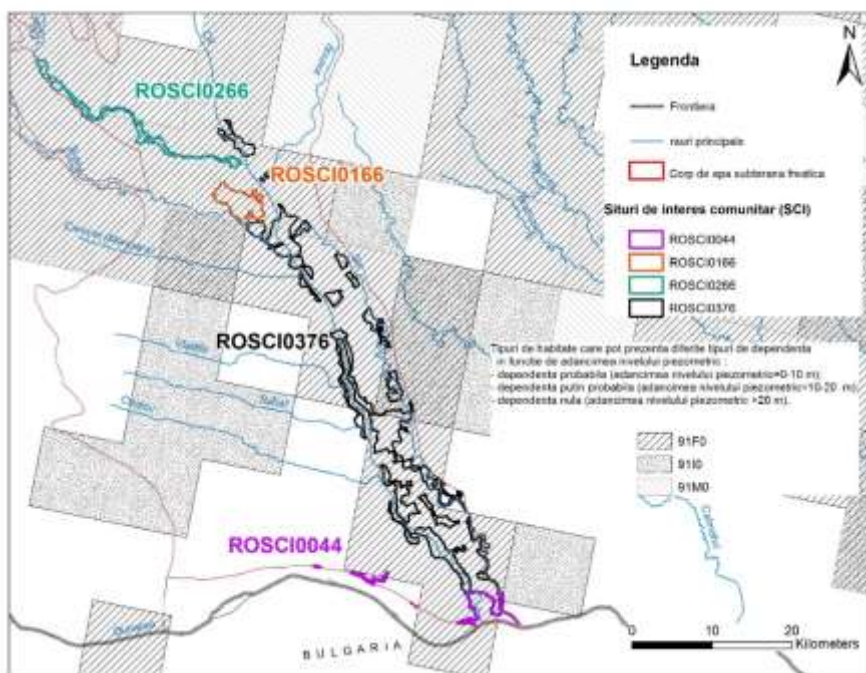 N
Legenda
Frontiera
rauri principale
Corp de apa subterana freatica
Situri de interes comunitar (SCI)
ROSCI0044
ROSCI0166
ROSCI0266
ROSCI0376
Tipuri de habitate care pot prezenta diferite tipuri de dependenta
in functie de adancimea nivelului piezometric :
- dependenta probabila (adancimea nivelului piezometric=0-10 m);
- dependenta putin probabila (adancimea nivelului piezometric=10-20 m)
- dependenta nula (adancimea nivelului piezometric >20 m).
91F0
91I0
91M0
ROSCI0266
ROSCI0166
ROSCI0376
ROSCI0044
BULGARIA
0 10 20
Kilometers